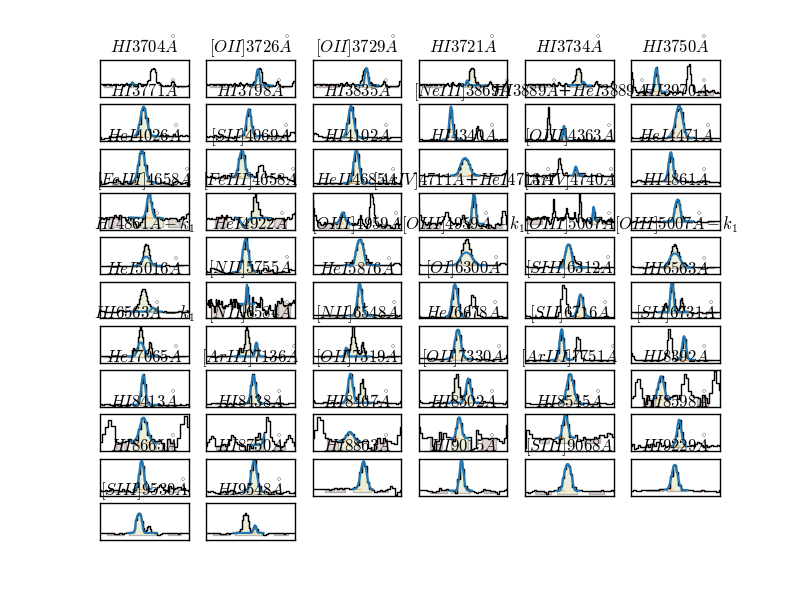 HI3704Å [OII]3726Å [OII]3729Å HI3721Å HI3734Å HI3750Å
HI3771Å HI3798Å HI3835Å [NeIII]3869Å HI3889Å+HeI3889Å HI3970Å
HeI4026Å [SII]4069Å HI4102Å HI4340Å [OIII]4363Å HeI4471Å
[FeIII]4658Å [FeIII]4658Å HeII4685Å [ArIV]4711Å+HeI4713Å [ArIV]4740Å HI4861Å
HI4861Å−k₁ HeI4922Å [OIII]4959Å [OIII]4959Å−k₁ [OIII]5007Å [OIII]5007Å−k₁
HeI5016Å [NII]5755Å HeI5876Å [OI]6300Å [SIII]6312Å HI6563Å
HI6563Å−k₁ [NII]6584Å [NII]6548Å HeI6678Å [SII]6716Å [SII]6731Å
HeI7065Å [ArIII]7136Å [OII]7319Å [OII]7330Å [ArIII]7751Å HI8392Å
HI8413Å HI8438Å HI8467Å HI8502Å HI8545Å HI8598Å
HI8665Å HI8750Å HI8863Å HI9015Å [SIII]9068Å HI9229Å
[SIII]9530Å HI9548Å